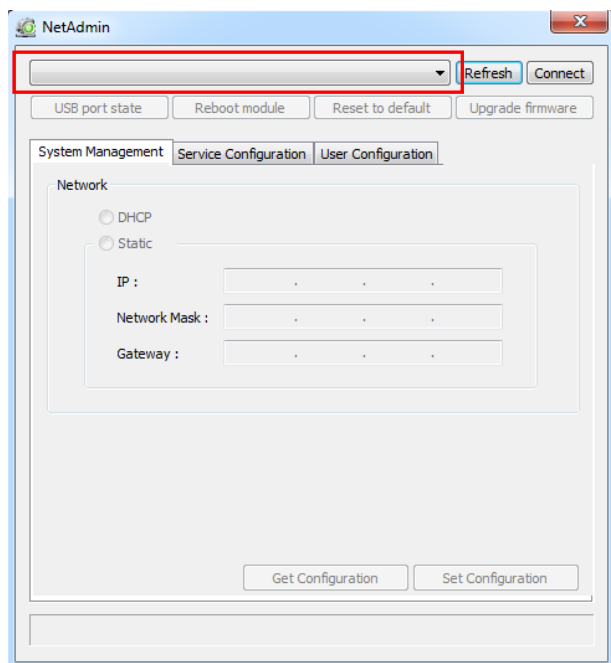 NetAdmin
Refresh Connect
USB port state Reboot module Reset to default Upgrade firmware
System Management Service Configuration User Configuration
Network
DHCP
Static
IP :
Network Mask :
Gateway :
Get Configuration Set Configuration